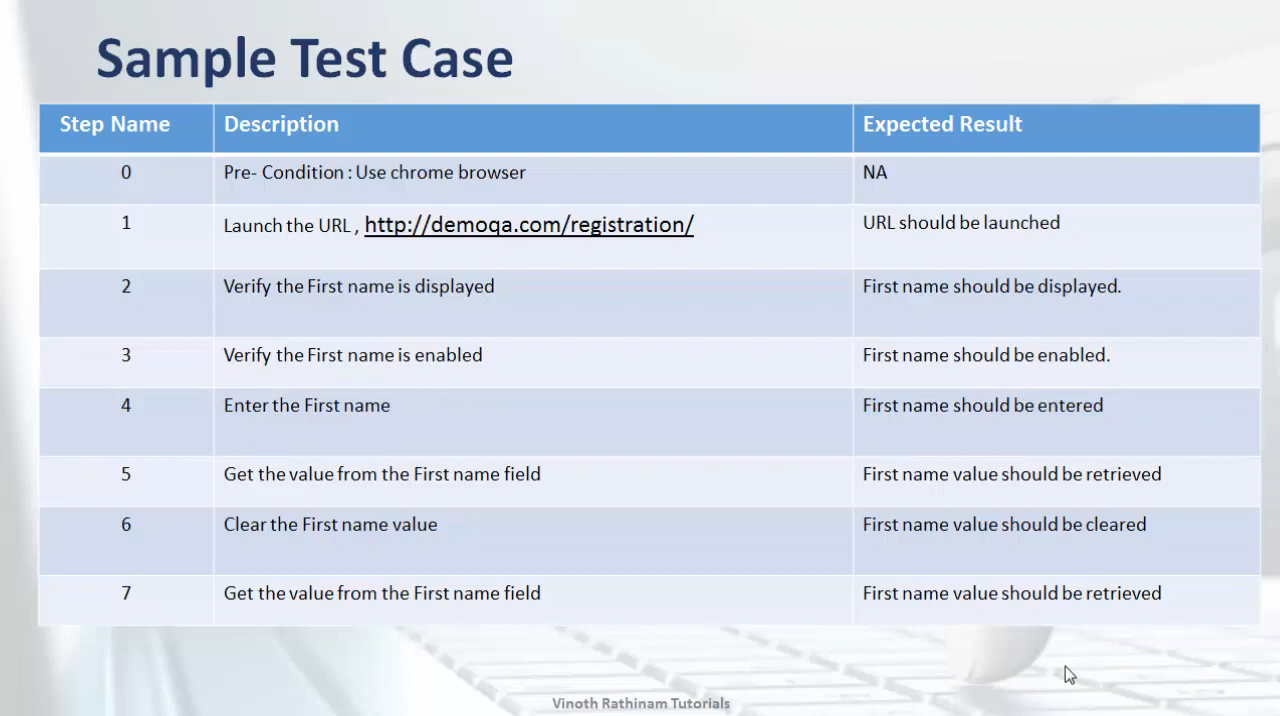 Sample Test Case
Step Name Description Expected Result
0 Pre- Condition : Use chrome browser NA
1 Launch the URL , http://demoqa.com/registration/ URL should be launched
2 Verify the First name is displayed First name should be displayed.
3 Verify the First name is enabled First name should be enabled.
4 Enter the First name First name should be entered
5 Get the value from the First name field First name value should be retrieved
6 Clear the First name value First name value should be cleared
7 Get the value from the First name field First name value should be retrieved
Vinoth Rathinam Tutorials